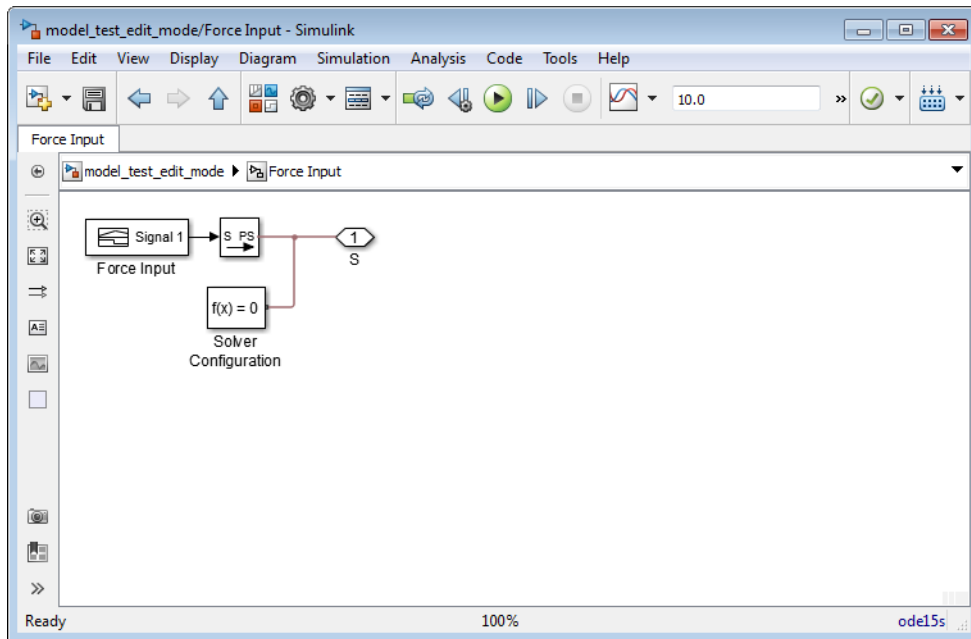 model_test_edit_mode/Force Input - Simulink
File Edit View Display Diagram Simulation Analysis Code Tools Help
10.0 »
Force Input
model_test_edit_mode Force Input
Signal 1 S PS 1
Force Input S
f(x) = 0
Solver
Configuration
Ready 100% ode15s